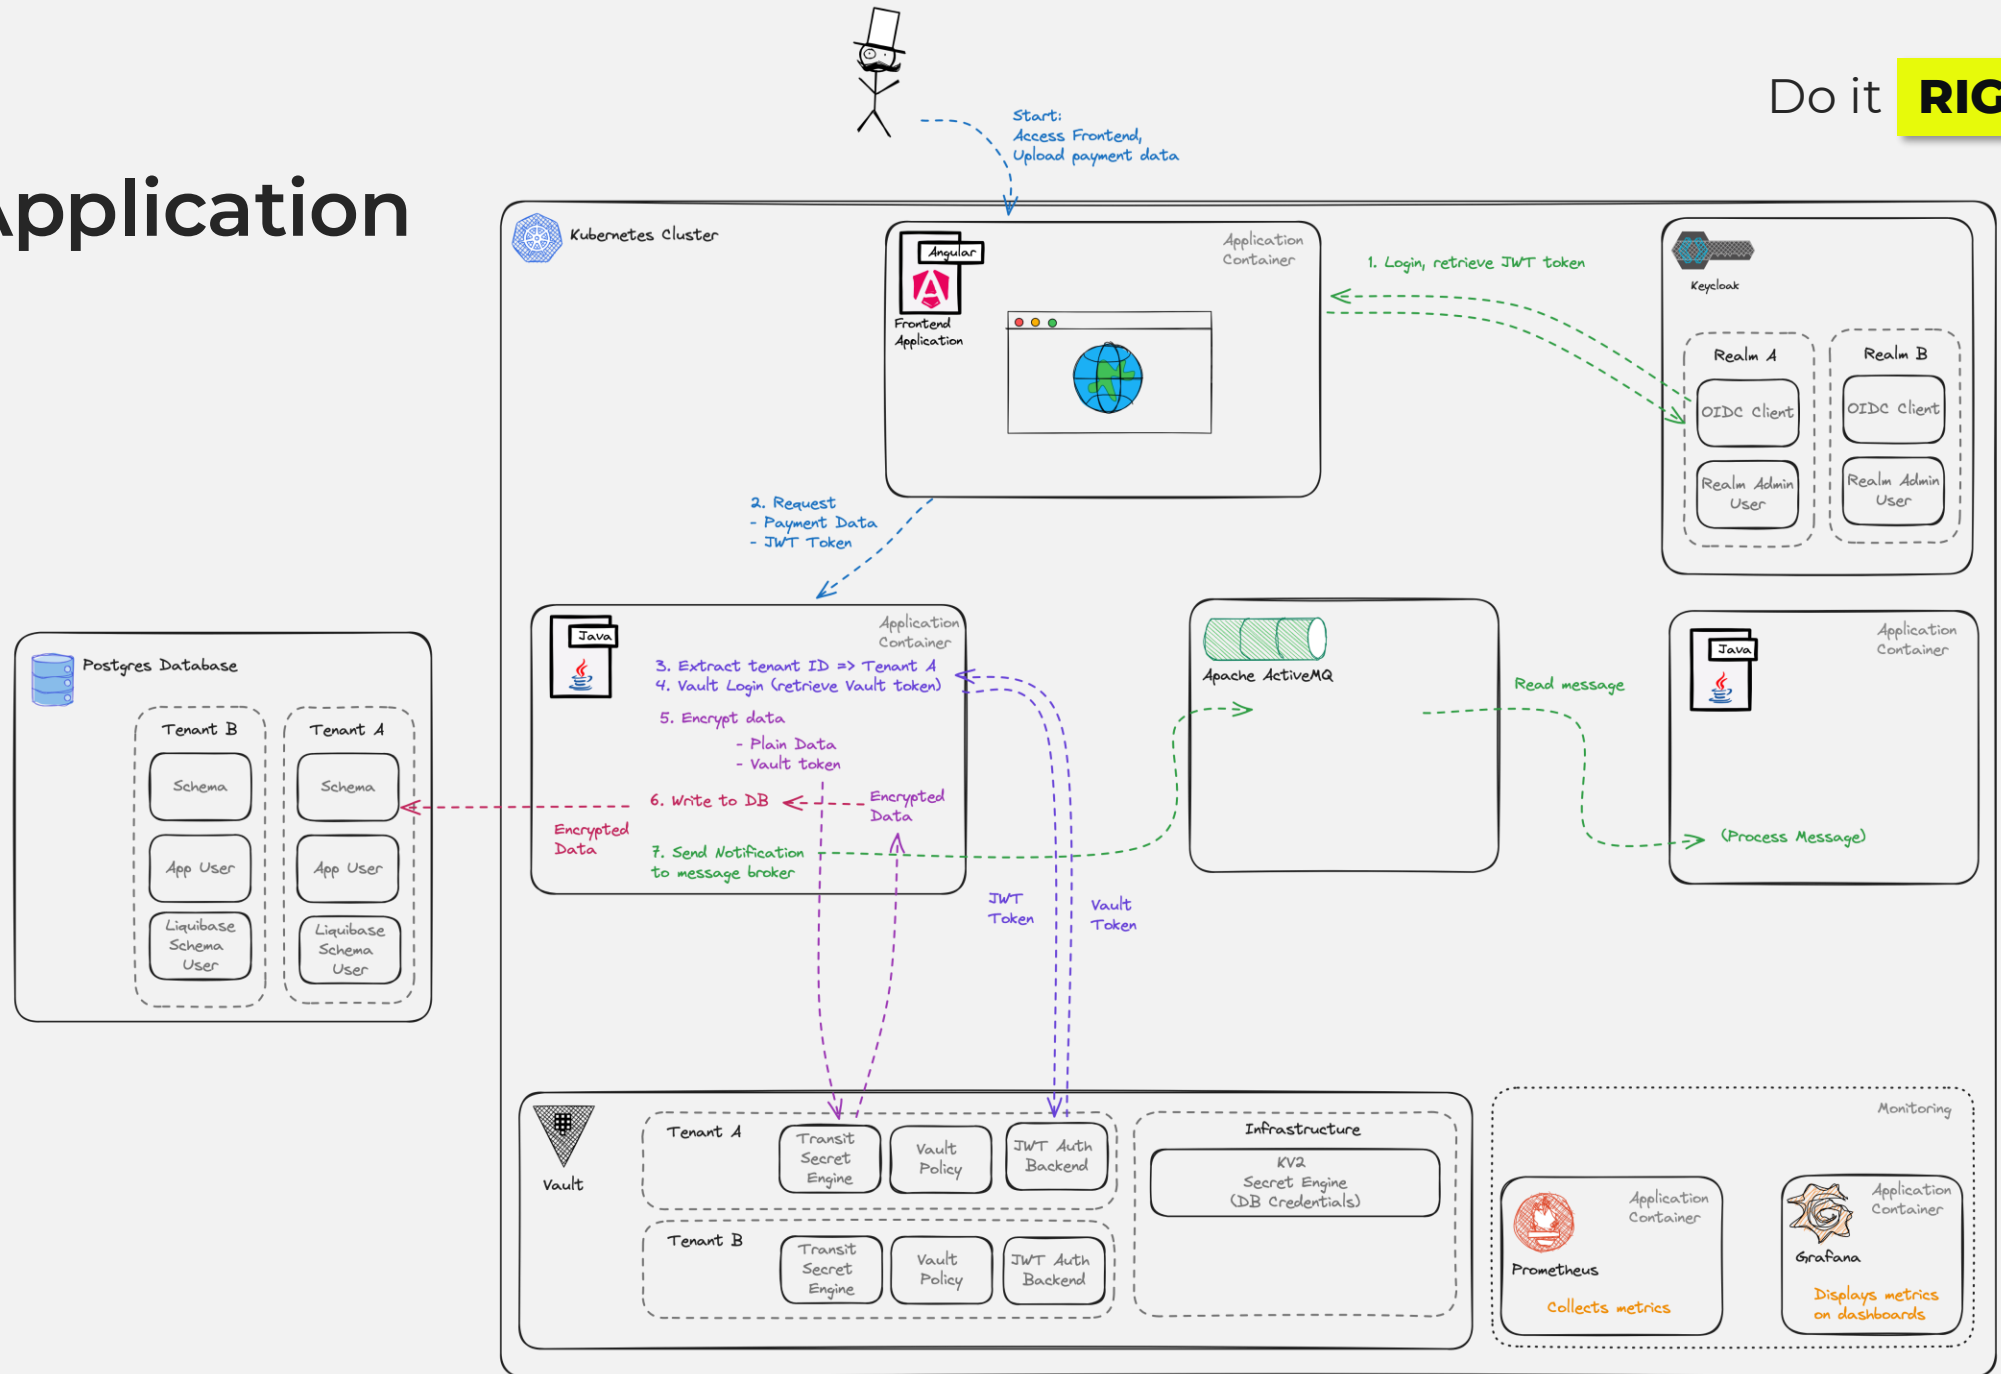 Do it RIG
Application
Start:
Access Frontend,
Upload payment data
Kubernetes Cluster
Angular
Frontend
Application
Application
Container
1. Login, retrieve JWT token
Keycloak
Realm A
OIDC Client
Realm Admin
User
Realm B
OIDC Client
Realm Admin
User
2. Request
- Payment Data
- JWT Token
Postgres Database
Tenant B
Schema
App User
Liquibase
Schema
User
Tenant A
Schema
App User
Liquibase
Schema
User
Java
Application
Container
3. Extract tenant ID => Tenant A
4. Vault Login (retrieve Vault token)
5. Encrypt data
- Plain Data
- Vault token
6. Write to DB
Encrypted
Data
Encrypted
Data
7. Send Notification
to message broker
JWT
Token
Vault
Token
Apache ActiveMQ
Read message
Java
Application
Container
(Process Message)
Vault
Tenant A
Transit
Secret
Engine
Vault
Policy
JWT Auth
Backend
Tenant B
Transit
Secret
Engine
Vault
Policy
JWT Auth
Backend
Infrastructure
KV2
Secret Engine
(DB Credentials)
Monitoring
Prometheus
Application
Container
Collects metrics
Grafana
Application
Container
Displays metrics
on dashboards